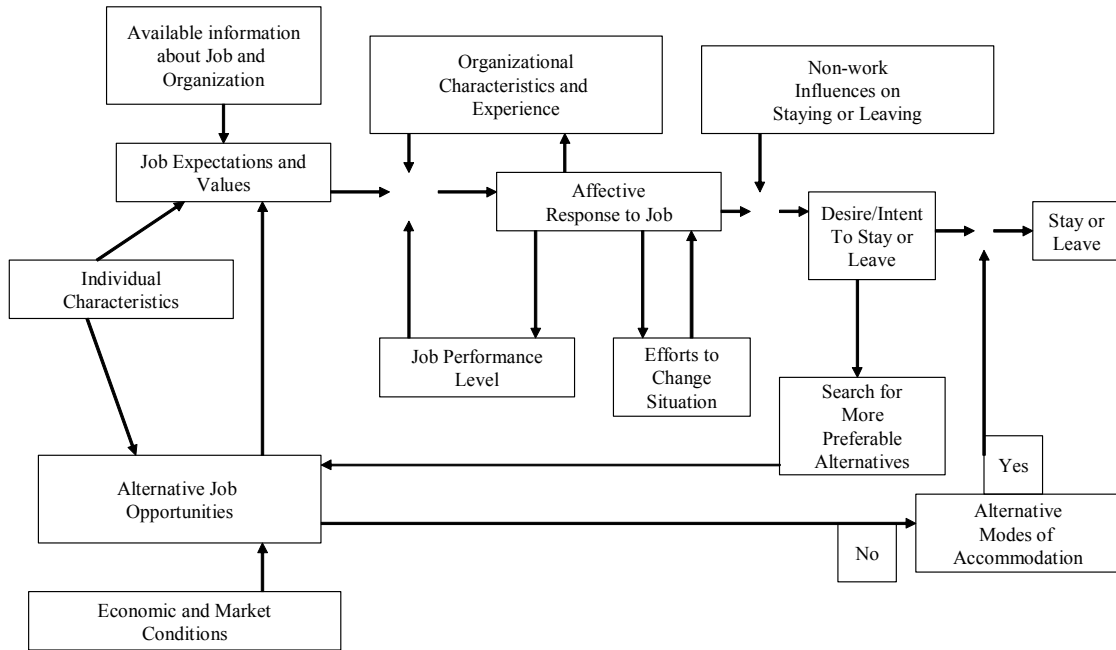 Available information
about Job and
Organization
Organizational
Characteristics and
Experience
Non-work
Influences on
Staying or Leaving
Job Expectations and
Values
Affective
Response to Job
Desire/Intent
To Stay or
Leave
Stay or
Leave
Individual
Characteristics
Job Performance
Level
Efforts to
Change
Situation
Search for
More
Preferable
Alternatives
Alternative Job
Opportunities
Yes
No
Alternative
Modes of
Accommodation
Economic and Market
Conditions